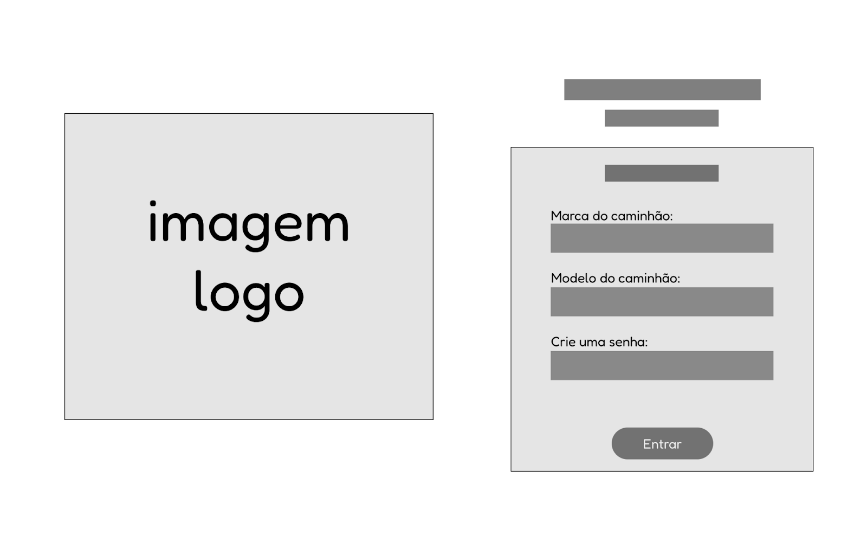 imagem
logo
Marca do caminhão:
Modelo do caminhão:
Crie uma senha:
Entrar